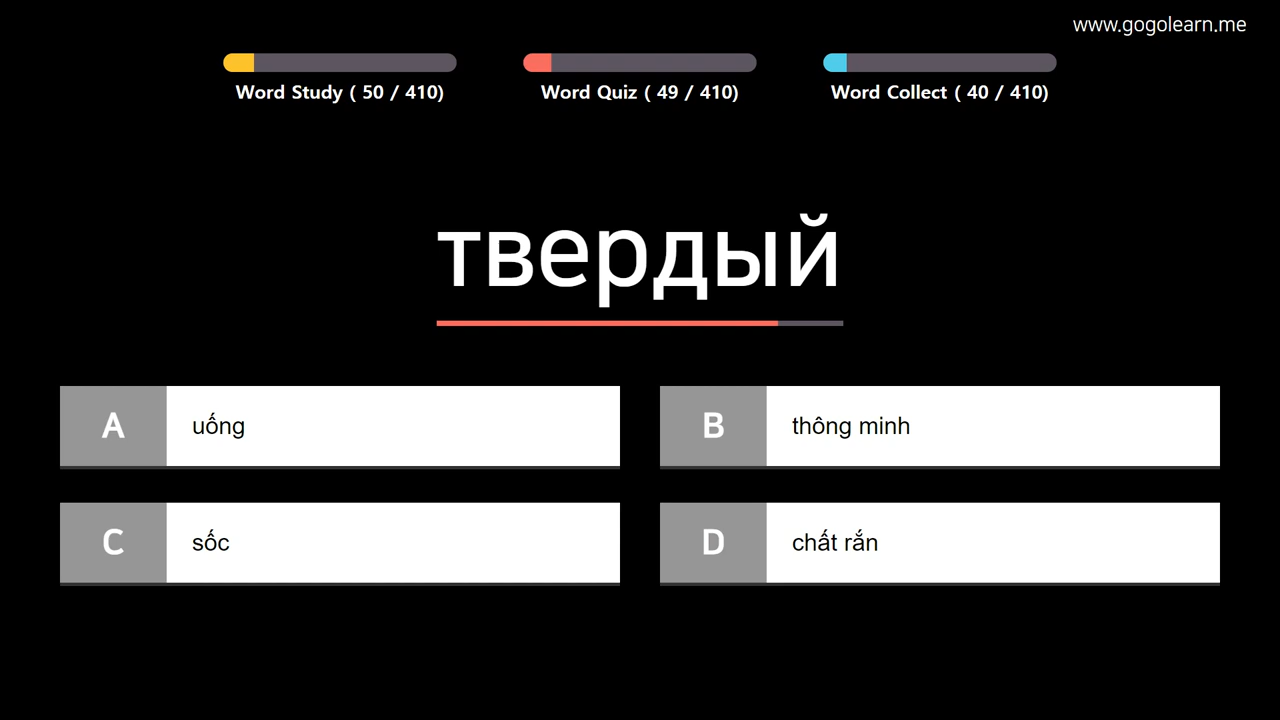 www.gogolearn.me
Word Study ( 50 / 410)
Word Quiz ( 49 / 410)
Word Collect ( 40 / 410)
твердый
A uống
B thông minh
C sốc
D chất rắn